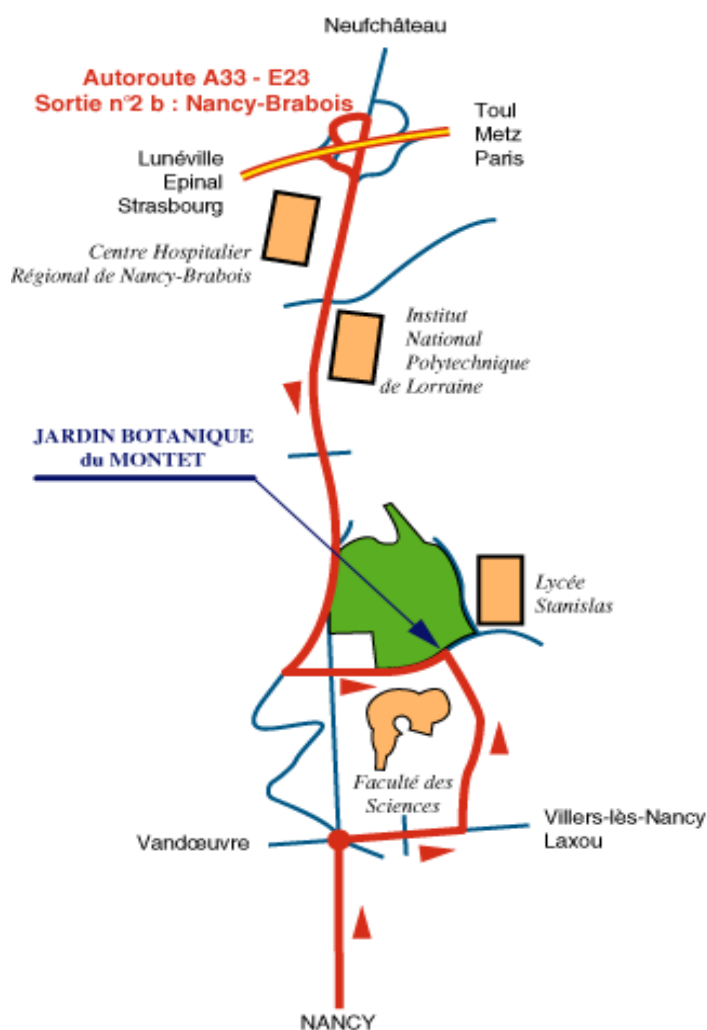 Neufchâteau
Autoroute A33 - E23
Sortie n°2 b : Nancy-Brabois
Toul
Metz
Paris
Lunéville
Epinal
Strasbourg
Centre Hospitalier
Régional de Nancy-Brabois
Institut
National
Polytechnique
de Lorraine
JARDIN BOTANIQUE
du MONTET
Lycée
Stanislas
Faculté des
Sciences
Vandœuvre
Villers-lès-Nancy
Laxou
NANCY